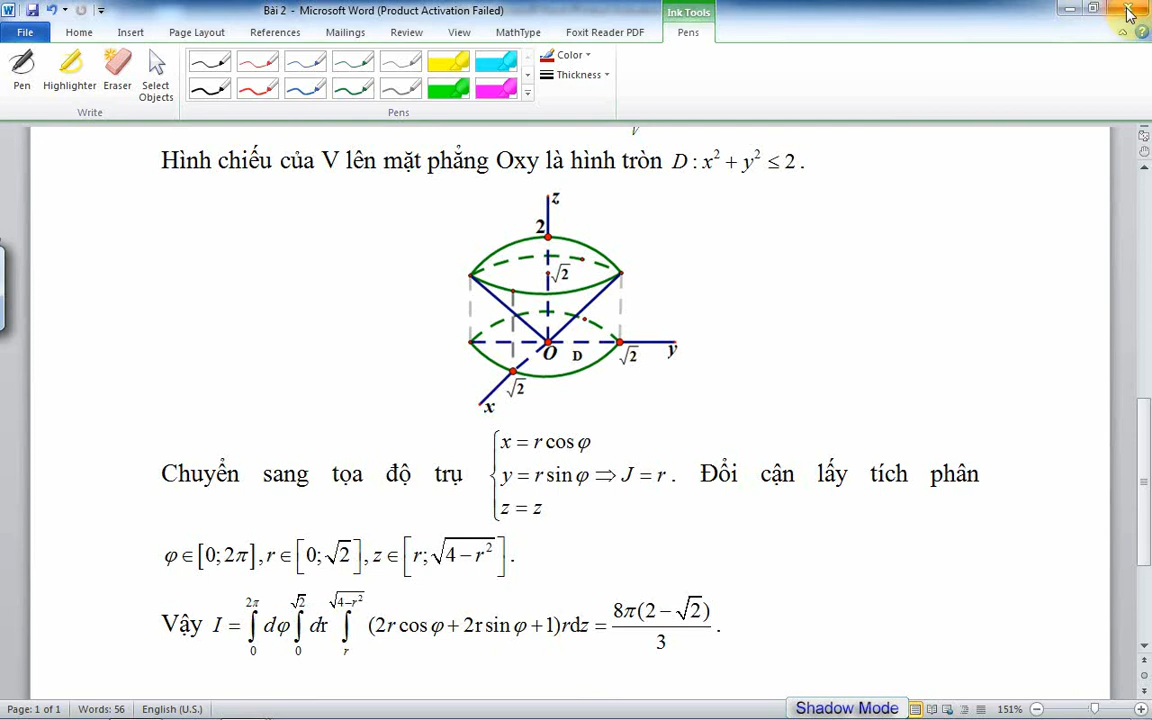 Bài 2 - Microsoft Word (Product Activation Failed)
Ink Tools
File Home Insert Page Layout References Mailings Review View MathType Foxit Reader PDF Pens
Pen Highlighter Eraser Select Objects
Color
Thickness
Write Pens
V
Hình chiếu của V lên mặt phẳng Oxy là hình tròn D : x² + y² ≤ 2 .
z
2
√2
O D √2 y
√2
x
x = r cos φ
Chuyển sang tọa độ trụ { y = r sin φ ⇒ J = r . Đổi cận lấy tích phân
z = z
φ ∈ [0; 2π], r ∈ [0; √2], z ∈ [r; √(4 − r²)] .
Vậy I = ∫₀^{2π} dφ ∫₀^{√2} dr ∫_r^{√(4−r²)} (2r cos φ + 2r sin φ + 1)rdz = 8π(2 − √2)/3 .
Page: 1 of 1 Words: 56 English (U.S.) Shadow Mode 151%